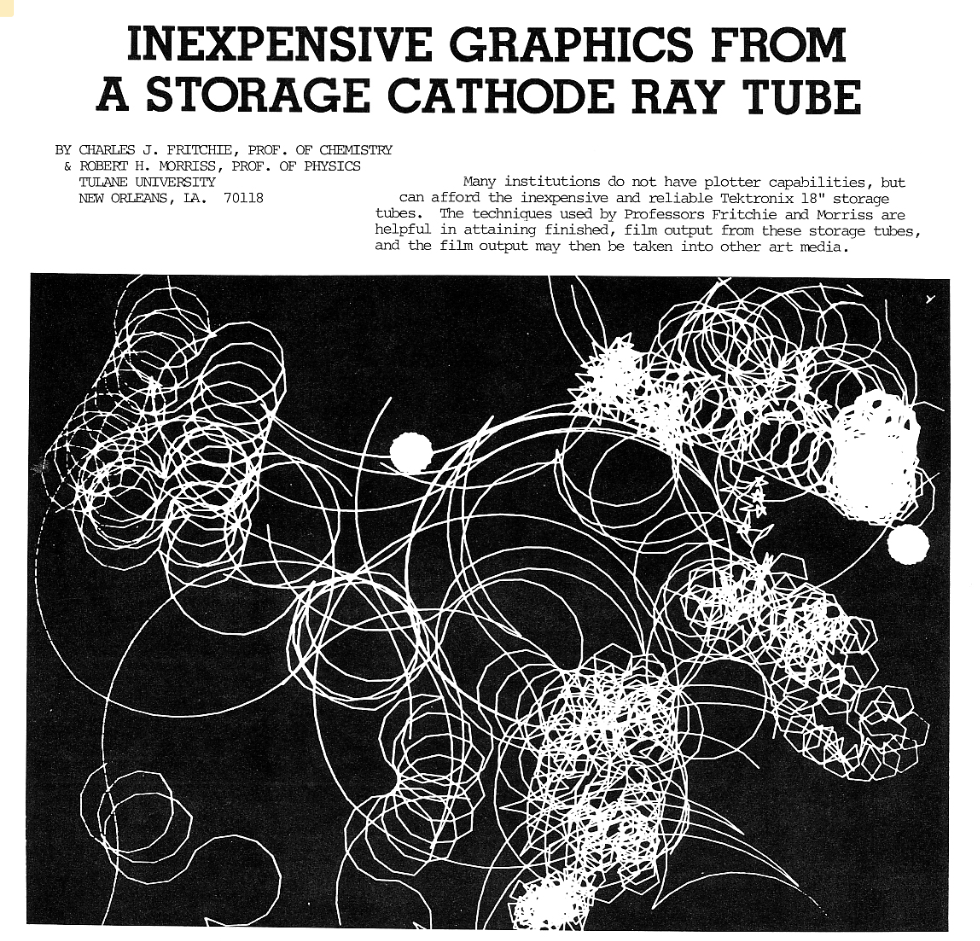 INEXPENSIVE GRAPHICS FROM
A STORAGE CATHODE RAY TUBE
BY CHARLES J. FRITCHIE, PROF. OF CHEMISTRY
& ROBERT H. MORRISS, PROF. OF PHYSICS
TULANE UNIVERSITY
NEW ORLEANS, LA. 70118
Many institutions do not have plotter capabilities, but
can afford the inexpensive and reliable Tektronix 18" storage
tubes. The techniques used by Professors Fritchie and Morriss are
helpful in attaining finished, film output from these storage tubes,
and the film output may then be taken into other art media.